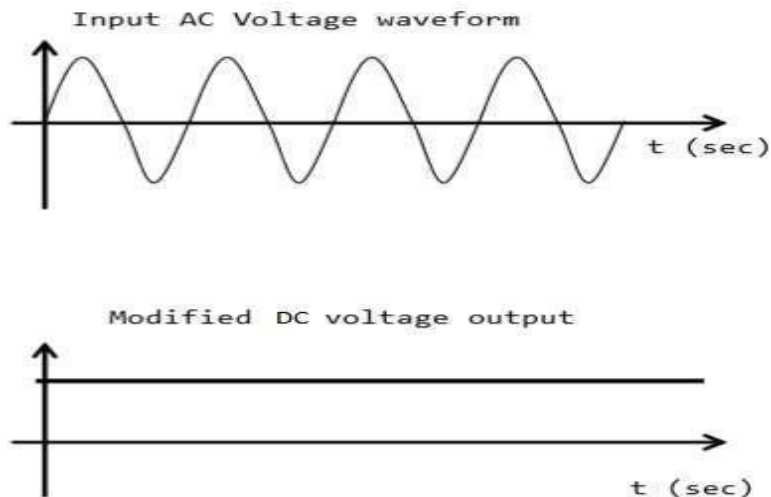 Input AC Voltage waveform
t (sec)
Modified DC voltage output
t (sec)